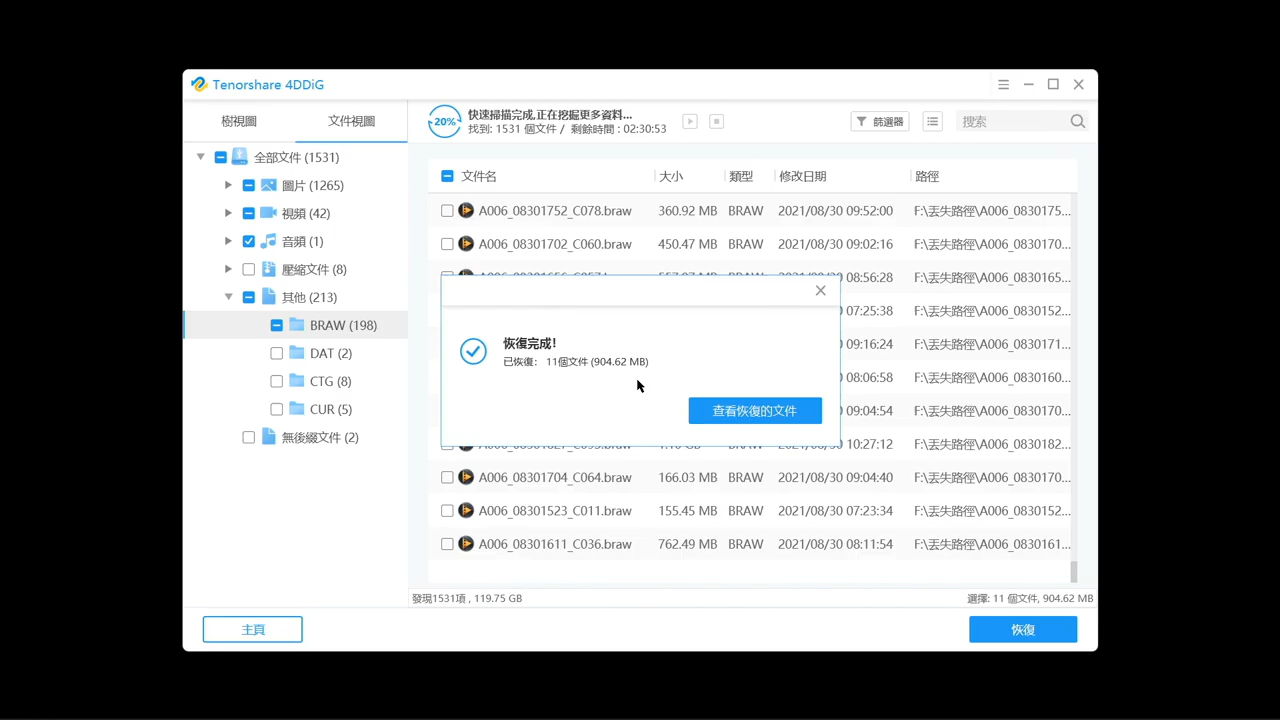 Tenorshare 4DDiG
樹視圖 文件視圖
20% 快速掃描完成,正在挖掘更多資料...
找到: 1531 個文件 / 剩餘時間 : 02:30:53
篩選器
搜索
全部文件 (1531)
圖片 (1265)
視頻 (42)
音頻 (1)
壓縮文件 (8)
其他 (213)
BRAW (198)
DAT (2)
CTG (8)
CUR (5)
無後綴文件 (2)
文件名 大小 類型 修改日期 路徑
A006_08301752_C078.braw 360.92 MB BRAW 2021/08/30 09:52:00 F:\丟失路徑\A006_0830175...
A006_08301702_C060.braw 450.47 MB BRAW 2021/08/30 09:02:16 F:\丟失路徑\A006_0830170...
08:56:28 F:\丟失路徑\A006_0830165...
07:25:38 F:\丟失路徑\A006_0830152...
09:16:24 F:\丟失路徑\A006_0830171...
08:06:58 F:\丟失路徑\A006_0830160...
09:04:54 F:\丟失路徑\A006_0830170...
10:27:12 F:\丟失路徑\A006_0830182...
A006_08301704_C064.braw 166.03 MB BRAW 2021/08/30 09:04:40 F:\丟失路徑\A006_0830170...
A006_08301523_C011.braw 155.45 MB BRAW 2021/08/30 07:23:34 F:\丟失路徑\A006_0830152...
A006_08301611_C036.braw 762.49 MB BRAW 2021/08/30 08:11:54 F:\丟失路徑\A006_0830161...
恢復完成!
已恢復: 11個文件 (904.62 MB)
查看恢復的文件
發現1531項 , 119.75 GB
選擇: 11 個文件, 904.62 MB
主頁
恢復